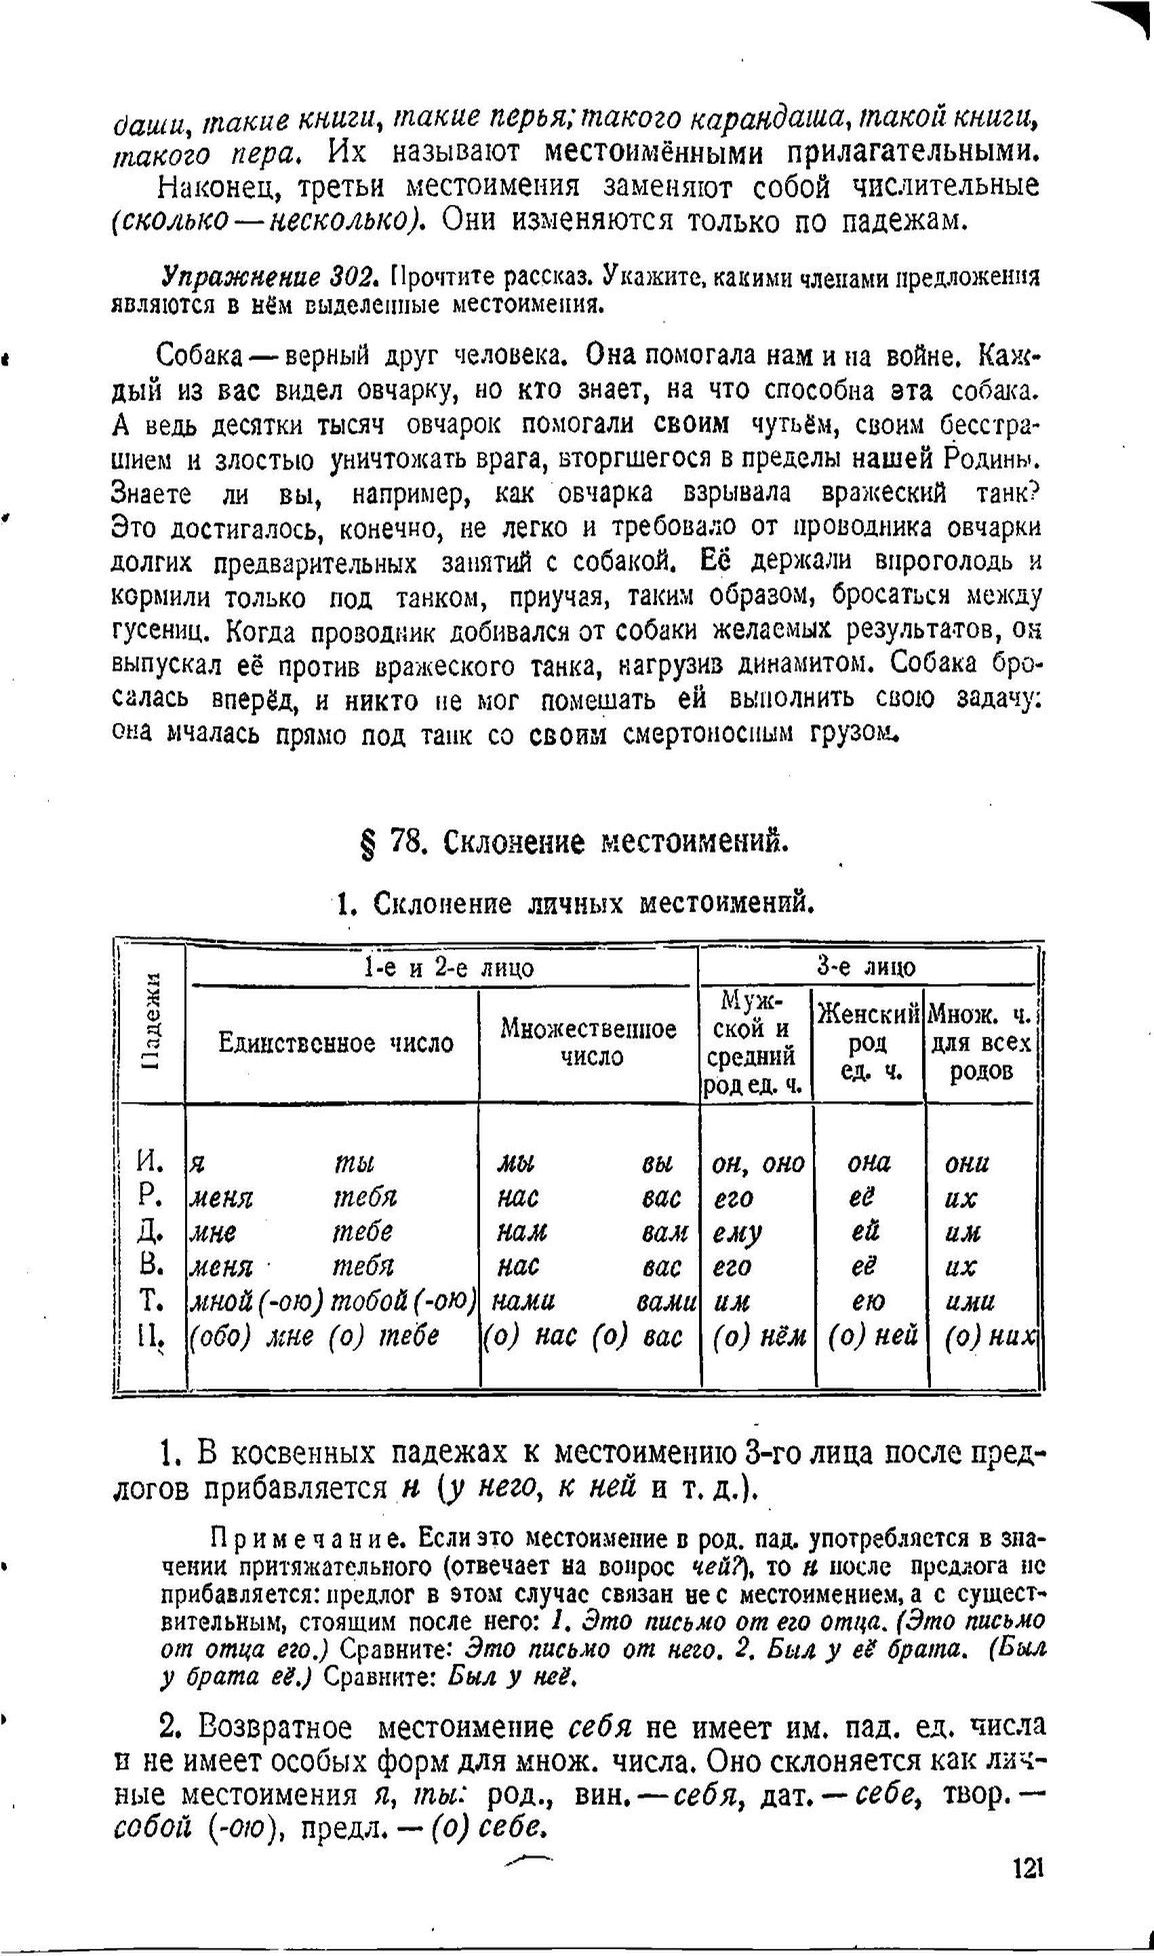 даши, такие книги, такие перья; такого карандаша, такой книги,
такого пера. Их называют местоимёнными прилагательными.
Наконец, третьи местоимения заменяют собой числительные
(сколько — несколько). Они изменяются только по падежам.
Упражнение 302. Прочтите рассказ. Укажите, какими членами предложения
являются в нём выделенные местоимения.
Собака — верный друг человека. Она помогала нам и на войне. Каж-
дый из вас видел овчарку, но кто знает, на что способна эта собака.
А ведь десятки тысяч овчарок помогали своим чутьём, своим бесстра-
шием и злостью уничтожать врага, вторгшегося в пределы нашей Родины.
Знаете ли вы, например, как овчарка взрывала вражеский танк?
Это достигалось, конечно, не легко и требовало от проводника овчарки
долгих предварительных занятий с собакой. Её держали впроголодь и
кормили только под танком, приучая, таким образом, бросаться между
гусениц. Когда проводник добивался от собаки желаемых результатов, он
выпускал её против вражеского танка, нагрузив динамитом. Собака бро-
салась вперёд, и никто не мог помешать ей выполнить свою задачу:
она мчалась прямо под танк со своим смертоносным грузом.
§ 78. Склонение местоимений.
1. Склонение личных местоимений.
Падежи
1-е и 2-е лицо 3-е лицо
Единственное число
Множественное
число
Муж-
ской и
средний
род ед. ч.
Женский
род
ед. ч.
Множ. ч.
для всех
родов
И. я ты мы вы он, оно она они
Р. меня тебя нас вас его её их
Д. мне тебе нам вам ему ей им
В. меня тебя нас вас его её их
Т. мной (-ою) тобой (-ою) нами вами им ею ими
П. (обо) мне (о) тебе (о) нас (о) вас (о) нём (о) ней (о) них
1. В косвенных падежах к местоимению 3-го лица после пред-
логов прибавляется н (у него, к ней и т. д.).
Примечание. Если это местоимение в род. пад. употребляется в зна-
чении притяжательного (отвечает на вопрос чей?), то н после предлога не
прибавляется: предлог в этом случае связан не с местоимением, а с сущест-
вительным, стоящим после него: 1. Это письмо от его отца. (Это письмо
от отца его.) Сравните: Это письмо от него. 2. Был у её брата. (Был
у брата её.) Сравните: Был у неё.
2. Возвратное местоимение себя не имеет им. пад. ед. числа
и не имеет особых форм для множ. числа. Оно склоняется как лич-
ные местоимения я, ты: род., вин. — себя, дат. — себе, твор. —
собой (-ою), предл. — (о) себе.
121